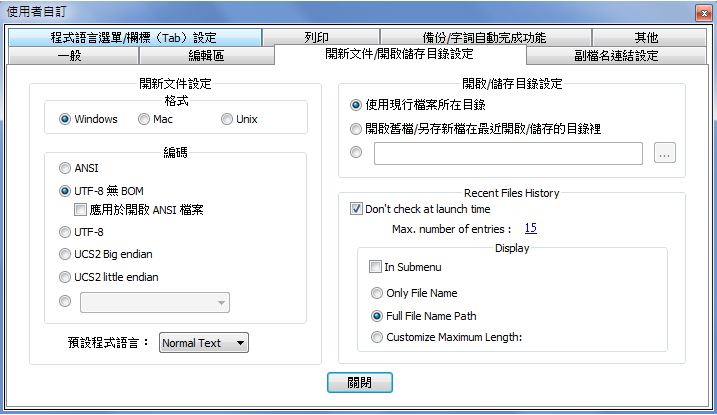 使用者自訂
程式語言選單/欄標（Tab）設定
列印
備份/字詞自動完成功能
其他
一般
編輯區
開新文件/開啟儲存目錄設定
副檔名連結設定
開新文件設定
格式
Windows
Mac
Unix
編碼
ANSI
UTF-8 無 BOM
應用於開啟 ANSI 檔案
UTF-8
UCS2 Big endian
UCS2 little endian
預設程式語言：
Normal Text
開啟/儲存目錄設定
使用現行檔案所在目錄
開啟舊檔/另存新檔在最近開啟/儲存的目錄裡
...
Recent Files History
Don't check at launch time
Max. number of entries : 15
Display
In Submenu
Only File Name
Full File Name Path
Customize Maximum Length:
關閉